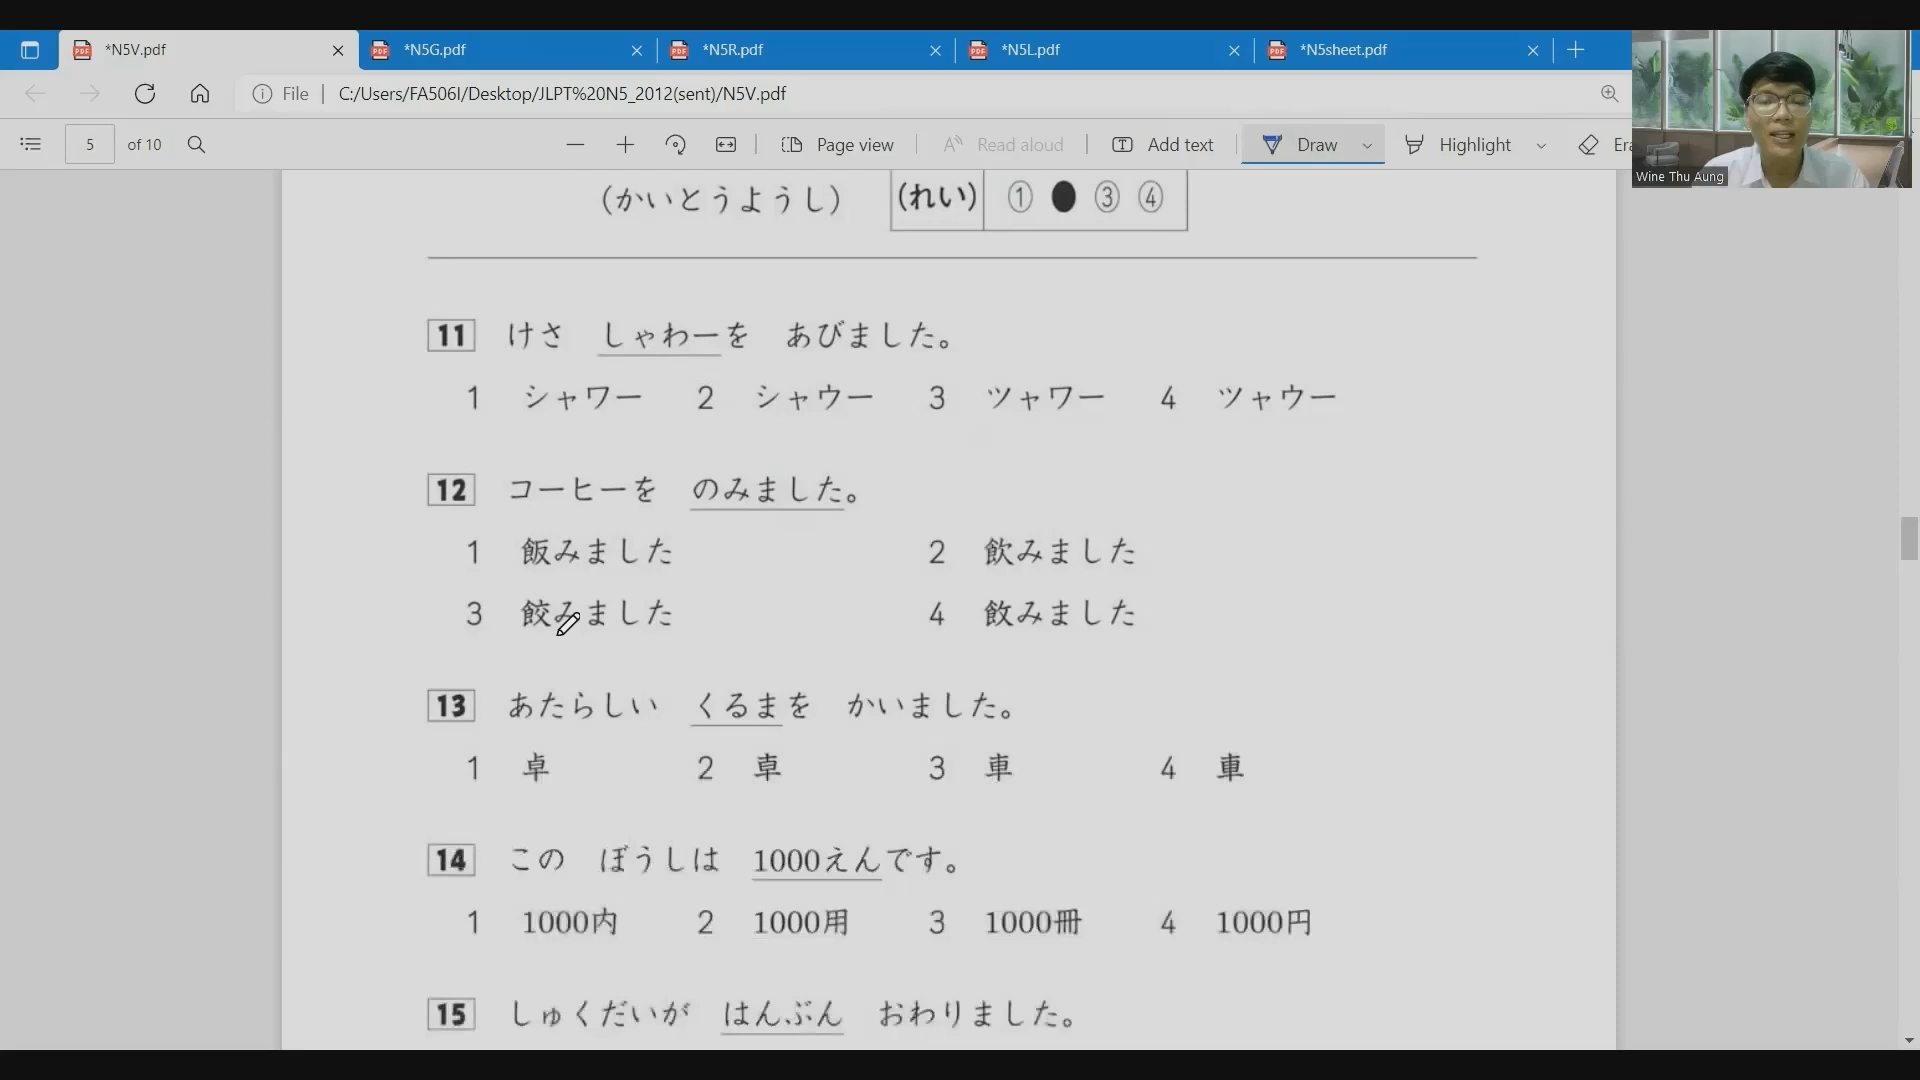 *N5V.pdf *N5G.pdf *N5R.pdf *N5L.pdf *N5sheet.pdf
File C:/Users/FA506I/Desktop/JLPT%20N5_2012(sent)/N5V.pdf
5 of 10 Page view Read aloud Add text Draw Highlight Era
Wine Thu Aung
(かいとうようし) (れい) ① ● ③ ④
11 けさ しゃわーを あびました。
1 シャワー 2 シャウー 3 ツャワー 4 ツャウー
12 コーヒーを のみました。
1 飯みました 2 飲みました
3 餃みました 4
13 あたらしい くるまを かいました。
1 卓 2 3 車 4
14 この ぼうしは 1000えんです。
1 1000内 2 1000用 3 1000冊 4 1000円
15 しゅくだいが はんぶん おわりました。